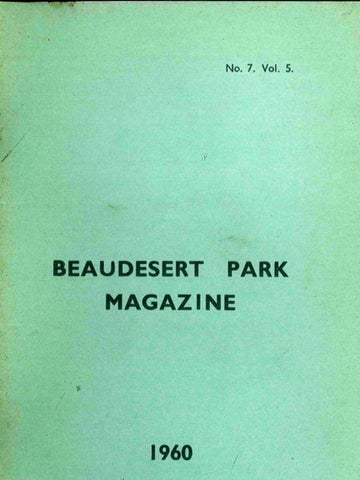 No. 7. Vol. 5.
BEAUDESERT PARK
MAGAZINE
1960